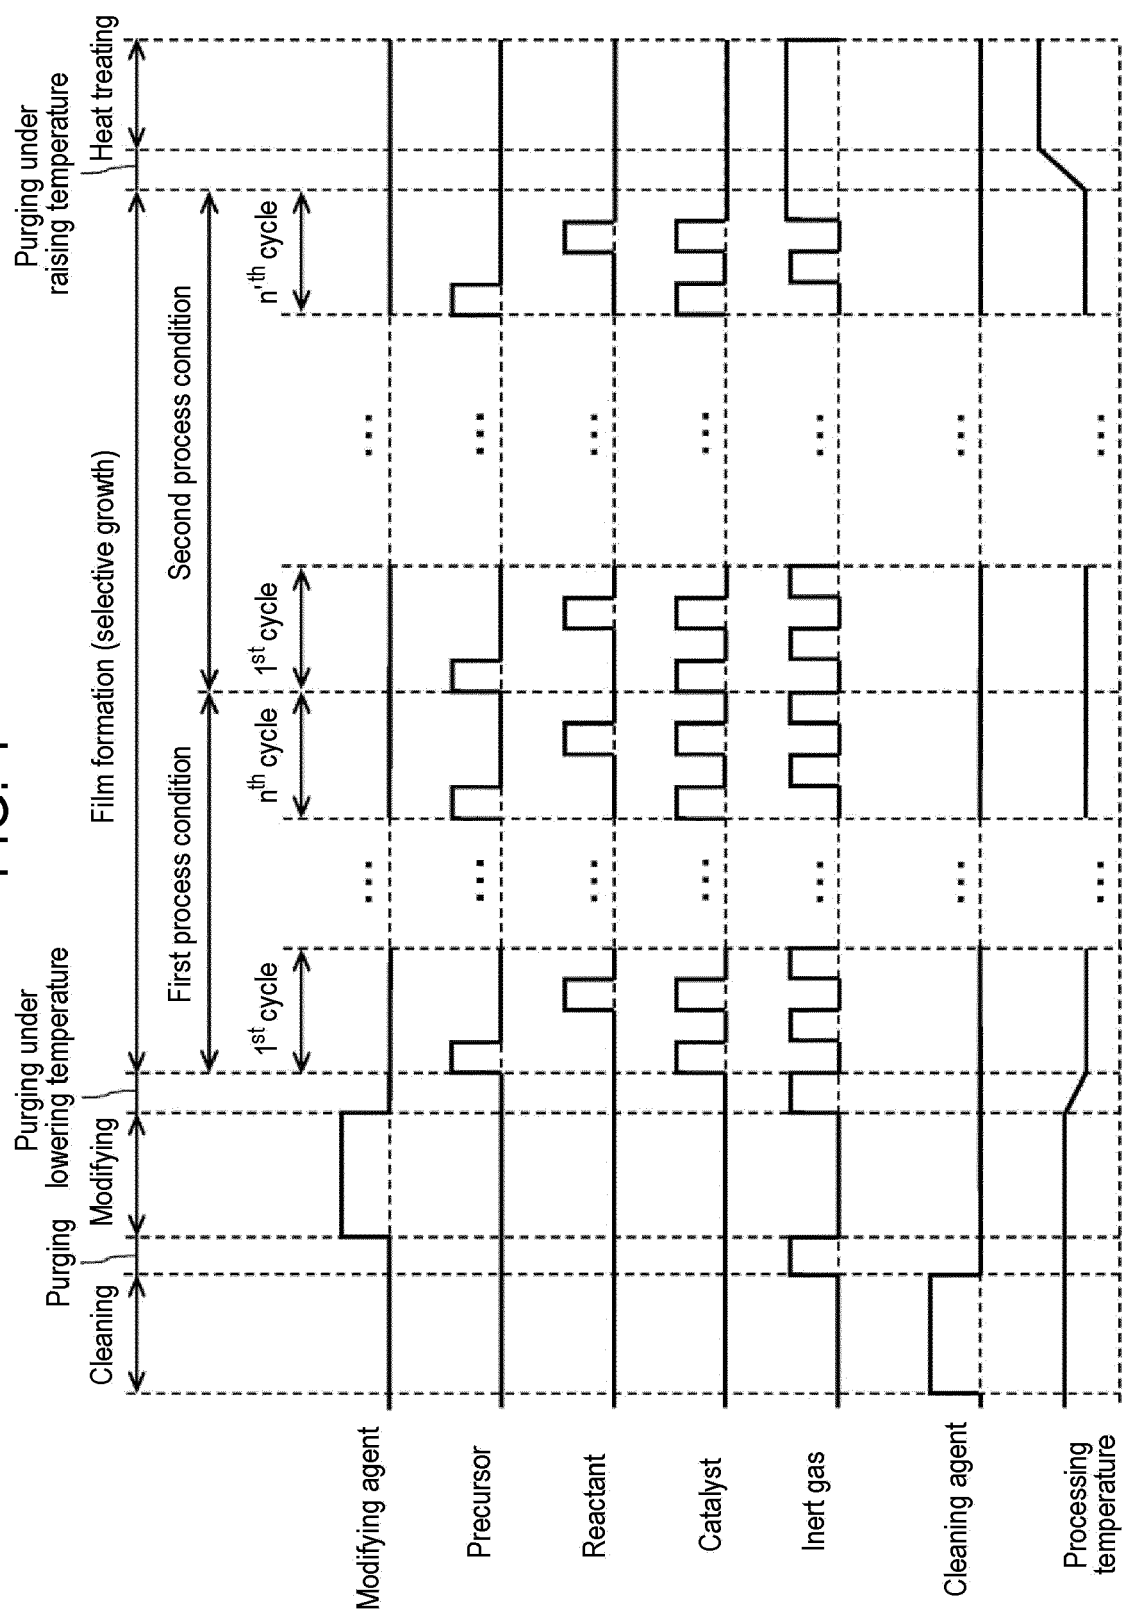 Cleaning
Purging
Modifying
Purging under
lowering temperature
Film formation (selective growth)
Purging under
raising temperature
Heat treating
First process condition
Second process condition
1st cycle
nth cycle
1st cycle
n'th cycle
Modifying agent
... ...
Precursor
... ...
Reactant
... ...
Catalyst
... ...
Inert gas
... ...
Cleaning agent
... ...
Processing
temperature
... ...